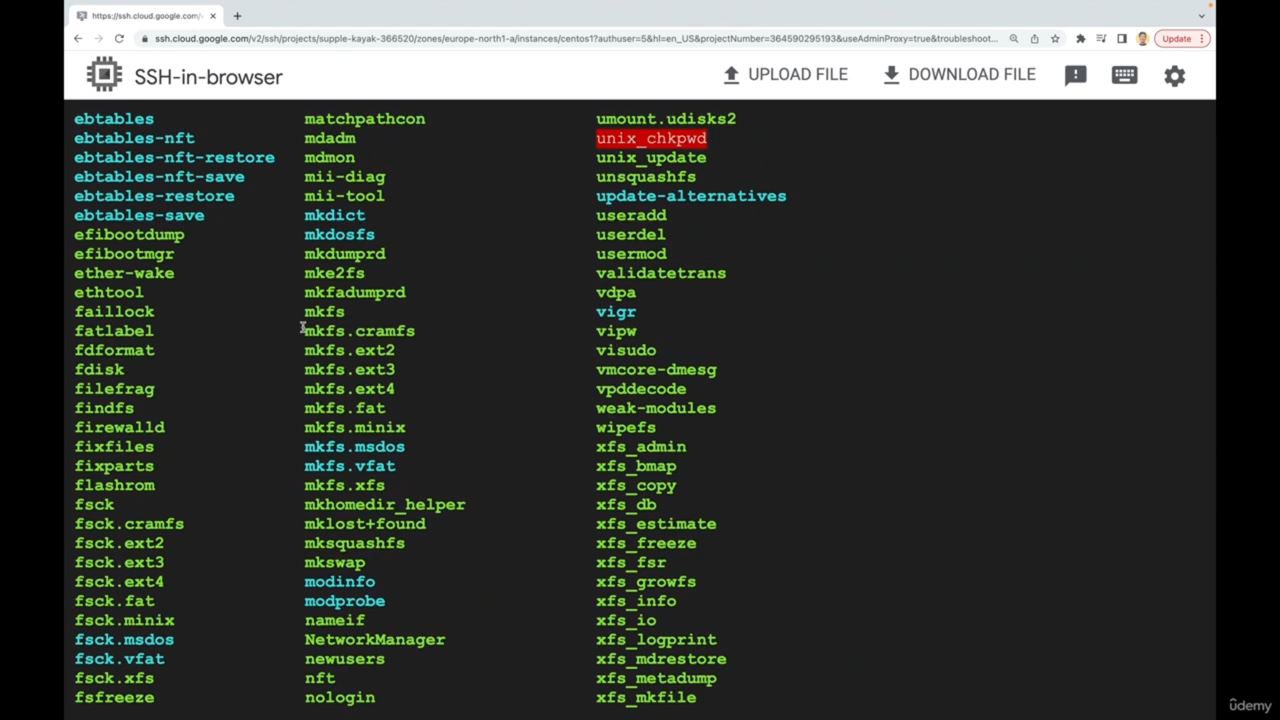 https://ssh.cloud.google.com/v
ssh.cloud.google.com/v2/ssh/projects/supple-kayak-366520/zones/europe-north1-a/instances/centos1?authuser=5&hl=en_US&projectNumber=364590295193&useAdminProxy=true&troubleshoot...
Update
SSH-in-browser
UPLOAD FILE
DOWNLOAD FILE
ebtables matchpathcon umount.udisks2
ebtables-nft mdadm unix_chkpwd
ebtables-nft-restore mdmon unix_update
ebtables-nft-save mii-diag unsquashfs
ebtables-restore mii-tool update-alternatives
ebtables-save mkdict useradd
efibootdump mkdosfs userdel
efibootmgr mkdumprd usermod
ether-wake mke2fs validatetrans
ethtool mkfadumprd vdpa
faillock mkfs vigr
fatlabel mkfs.cramfs vipw
fdformat mkfs.ext2 visudo
fdisk mkfs.ext3 vmcore-dmesg
filefrag mkfs.ext4 vpddecode
findfs mkfs.fat weak-modules
firewalld mkfs.minix wipefs
fixfiles mkfs.msdos xfs_admin
fixparts mkfs.vfat xfs_bmap
flashrom mkfs.xfs xfs_copy
fsck mkhomedir_helper xfs_db
fsck.cramfs mklost+found xfs_estimate
fsck.ext2 mksquashfs xfs_freeze
fsck.ext3 mkswap xfs_fsr
fsck.ext4 modinfo xfs_growfs
fsck.fat modprobe xfs_info
fsck.minix nameif xfs_io
fsck.msdos NetworkManager xfs_logprint
fsck.vfat newusers xfs_mdrestore
fsck.xfs nft xfs_metadump
fsfreeze nologin xfs_mkfile
udemy